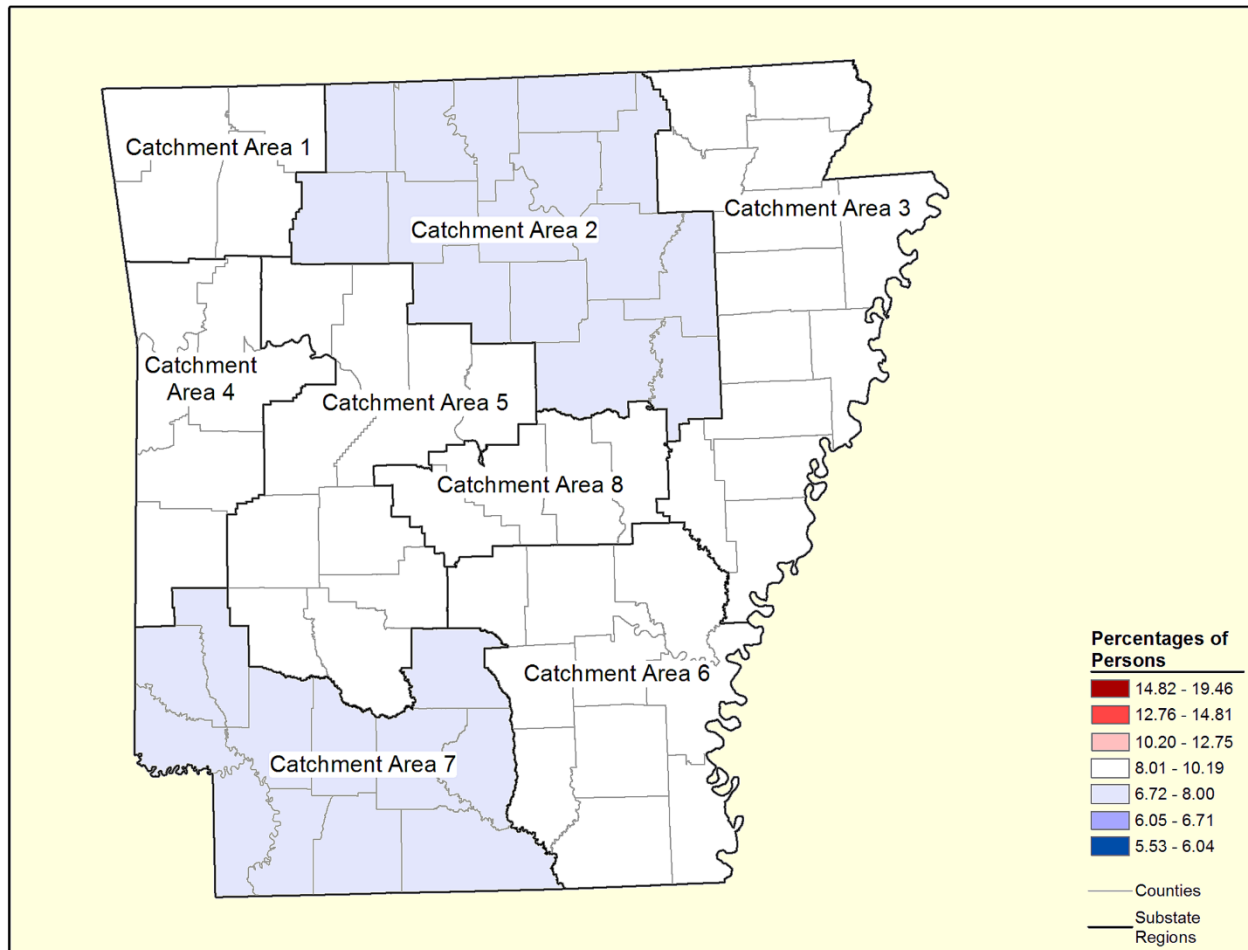 Catchment Area 1
Catchment Area 2
Catchment Area 3
Catchment
Area 4
Catchment Area 5
Catchment Area 8
Catchment Area 6
Catchment Area 7
Percentages of
Persons
14.82 - 19.46
12.76 - 14.81
10.20 - 12.75
8.01 - 10.19
6.72 - 8.00
6.05 - 6.71
5.53 - 6.04
Counties
Substate
Regions